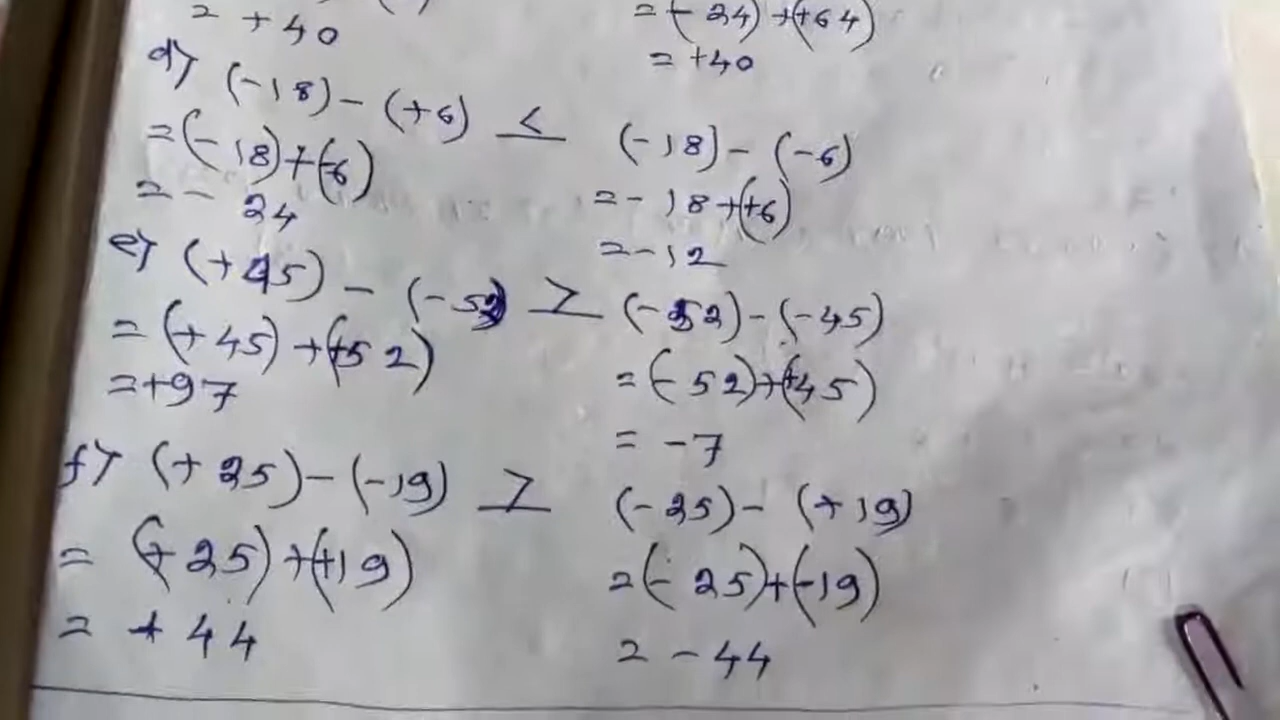 = +40
= (-24) + (+64)
= +40
d) (-18) - (+6) < (-18) - (-6)
= (-18) + (-6)
= -18 + (+6)
= - 24
= -12
e) (+45) - (-52) > (-52) - (-45)
= (+45) + (+52)
= (-52) + (+45)
= +97
= -7
f) (+25) - (-19) > (-25) - (+19)
= (+25) + (+19)
= (-25) + (-19)
= +44
= -44